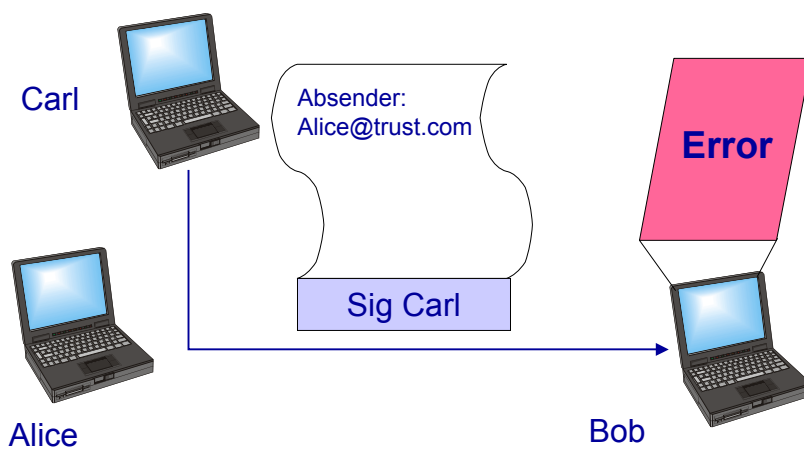 Carl
Absender:
Alice@trust.com
Error
Sig Carl
Alice
Bob